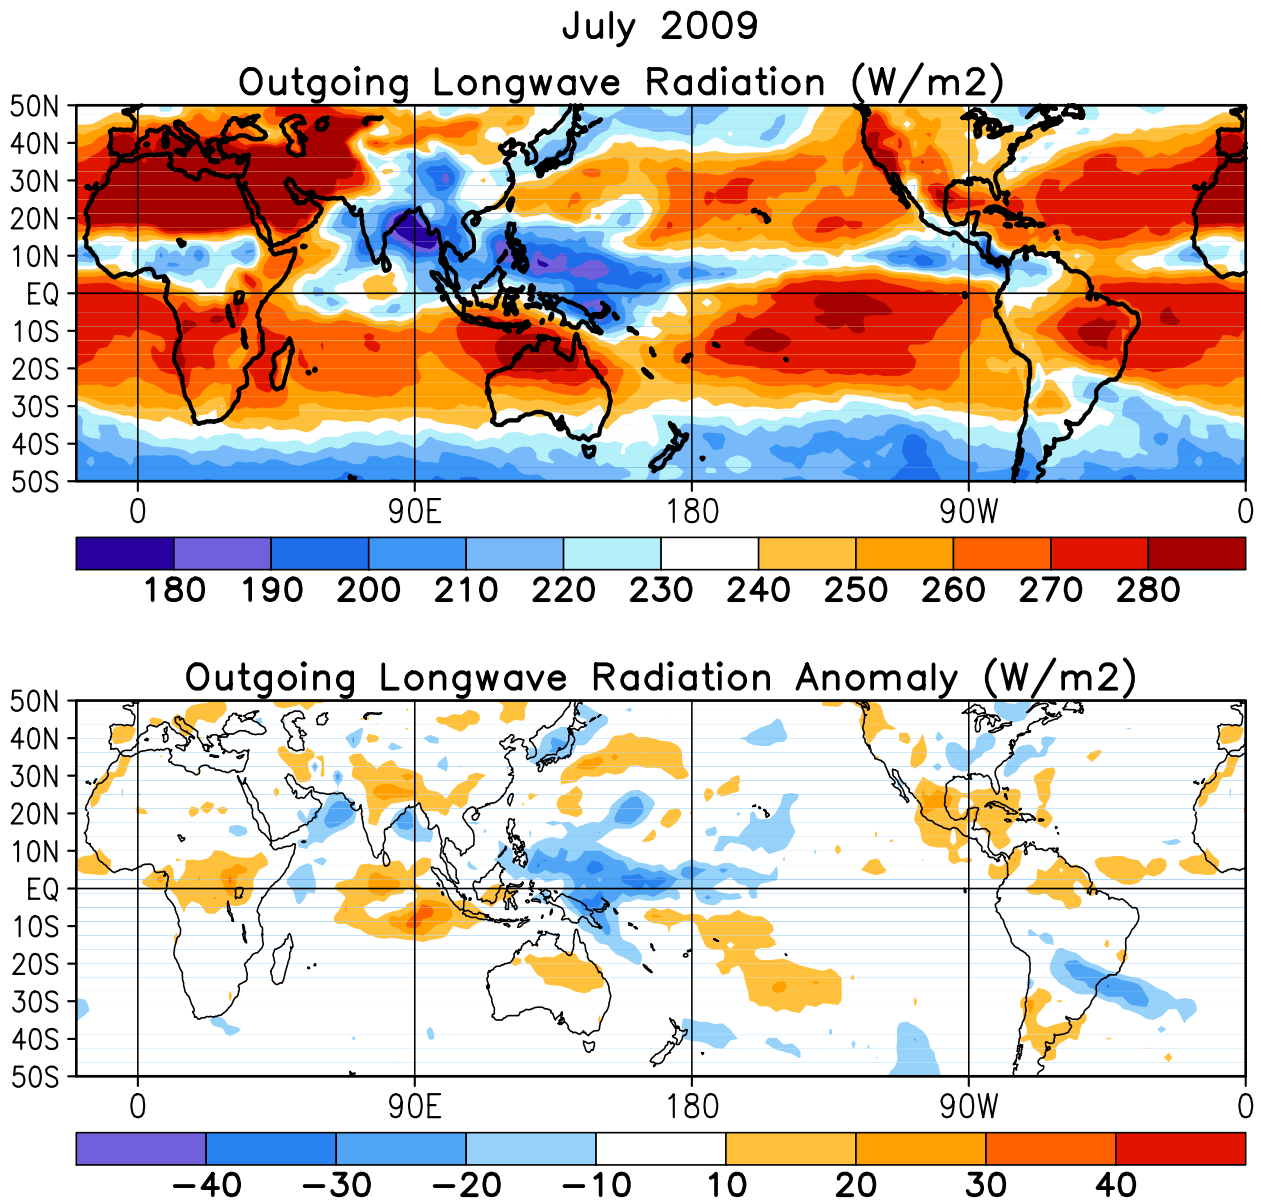 July 2009
Outgoing Longwave Radiation (W/m2)
50N
40N
30N
20N
10N
EQ
10S
20S
30S
40S
50S
0 90E 180 90W 0
180 190 200 210 220 230 240 250 260 270 280
Outgoing Longwave Radiation Anomaly (W/m2)
50N
40N
30N
20N
10N
EQ
10S
20S
30S
40S
50S
0 90E 180 90W 0
−40 −30 −20 −10 10 20 30 40